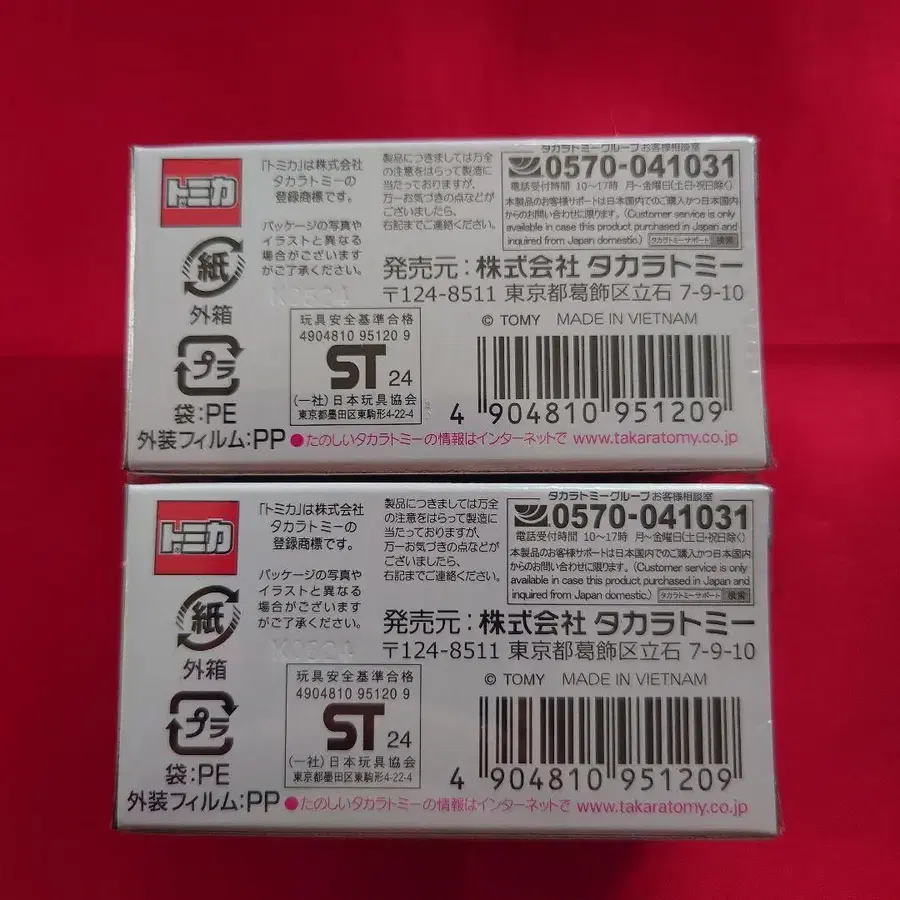 トミカ
「トミカ」は株式会社
タカラトミーの
登録商標です。
パッケージの写真や
イラストと異なる
場合がございます
がご了承ください。
製品につきましては万全
の注意をはらって製造に
当たっておりますが、
万一お気づきの点などが
ございましたら、
右記までご連絡ください。
タカラトミーグループ お客様相談室
0570-041031
電話受付時間 10〜17時 月〜金曜日(土・日・祝日除く)
本製品のお客様サポートは日本国内でのご購入かつ日本国内
からのお問い合わせに限ります。(Customer service is only
available in case this product purchased in Japan and
inquired from Japan domestic.) タカラトミーサポート 検索
発売元:株式会社 タカラトミー
〒124-8511 東京都葛飾区立石 7-9-10
© TOMY MADE IN VIETNAM
紙
外箱
プラ
袋:PE
外装フィルム:PP
玩具安全基準合格
4904810 95120 9
ST 24
(一社)日本玩具協会
東京都墨田区東駒形4-22-4
4 904810 951209
●たのしいタカラトミーの情報はインターネットで www.takaratomy.co.jp
トミカ
「トミカ」は株式会社
タカラトミーの
登録商標です。
パッケージの写真や
イラストと異なる
場合がございます
がご了承ください。
製品につきましては万全
の注意をはらって製造に
当たっておりますが、
万一お気づきの点などが
ございましたら、
右記までご連絡ください。
タカラトミーグループ お客様相談室
0570-041031
電話受付時間 10〜17時 月〜金曜日(土・日・祝日除く)
本製品のお客様サポートは日本国内でのご購入かつ日本国内
からのお問い合わせに限ります。(Customer service is only
available in case this product purchased in Japan and
inquired from Japan domestic.) タカラトミーサポート 検索
発売元:株式会社 タカラトミー
〒124-8511 東京都葛飾区立石 7-9-10
© TOMY MADE IN VIETNAM
紙
外箱
プラ
袋:PE
外装フィルム:PP
玩具安全基準合格
4904810 95120 9
ST 24
(一社)日本玩具協会
東京都墨田区東駒形4-22-4
4 904810 951209
●たのしいタカラトミーの情報はインターネットで www.takaratomy.co.jp